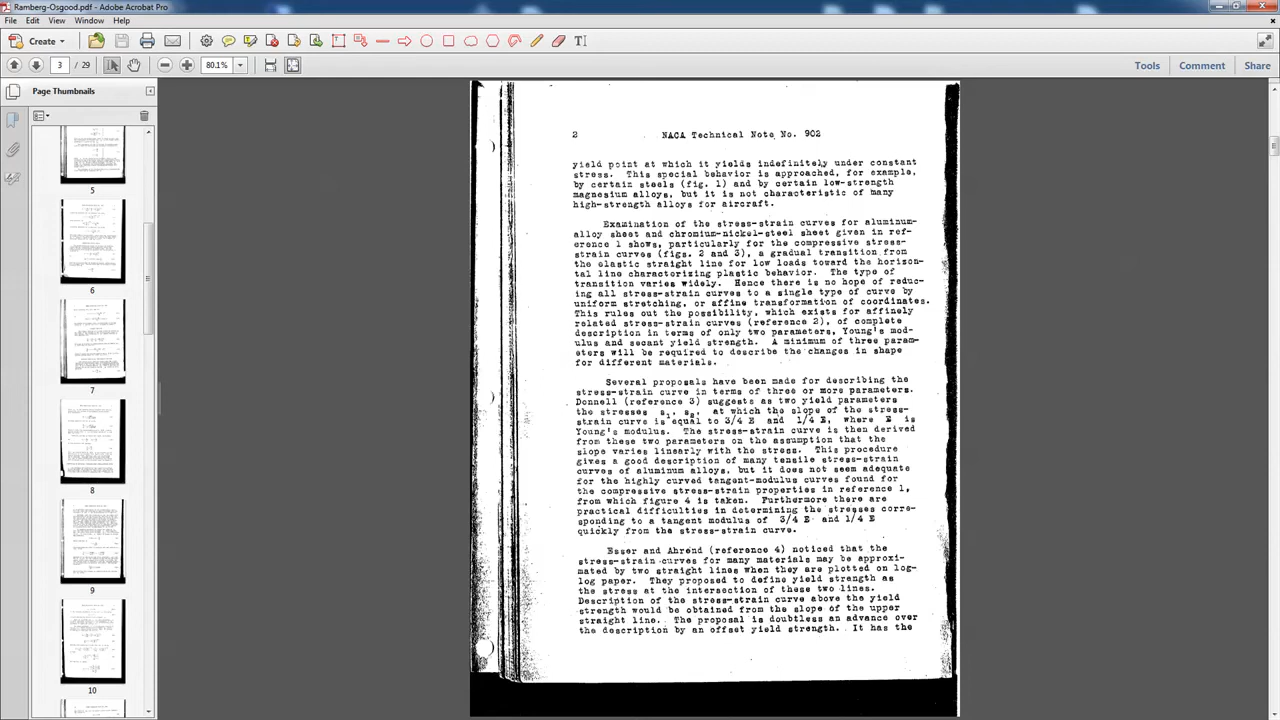 Ramberg-Osgood.pdf - Adobe Acrobat Pro
File Edit View Window Help
Create
3 / 29 80.1% Tools Comment Share
Page Thumbnails
5
6
7
8
9
10
2 NACA Technical Note No. 902
yield point at which it yields indefinitely under constant
stress. This special behavior is approached, for example,
by certain steels (fig. 1) and by certain low-strength
magnesium alloys, but it is not characteristic of many
high-strength alloys for aircraft.
Examination of the stress-strain curves for aluminum-
alloy sheet and chromium-nickel-steel sheet given in ref-
erence 1 shows, particularly for the compressive stress-
strain curves (figs. 2 and 3), a gradual transition from
the elastic straight line for low loads toward the horizon-
tal line characterizing plastic behavior. The type of
transition varies widely. Hence there is no hope of reduc-
ing all stress-strain curves to a single type of curve by
uniform stretching, or affine transformation of coordinates.
This rules out the possibility, which exists for affinely
related stress-strain curves (reference 2), of complete
description in terms of only two parameters, Young's mod-
ulus and secant yield strength. A minimum of three param-
eters will be required to describe the changes in shape
for different materials.
Several proposals have been made for describing the
stress-strain curve in terms of three or more parameters.
Donnell (reference 3) suggests as two yield parameters
the stresses s , s , at which the slope of the stress-
strain curve is equal to 3/4 E and 1/4 E, where E is
Young's modulus. The stress-strain curve is then derived
from these two parameters on the assumption that the
slope varies linearly with the stress. This procedure
gives a good description of many tensile stress-strain
curves of aluminum alloys, but it does not seem adequate
for the highly curved tangent-modulus curves found for
the compressive stress-strain properties in reference 1,
from which figure 4 is taken. Furthermore there are
practical difficulties in determining the stresses corre-
sponding to a tangent modulus of 3/4 E and 1/4 E
quickly from the stress-strain curve.
and (reference 4) noticed that the
stress-strain curves for many materials may be approxi-
mated by two straight lines when they are plotted on log-
log paper. They proposed to define yield strength as
the stress at the intersection of these two lines.
Description of the stress-strain curve above the yield
strength would be obtained from the slope of the upper
straight line. The proposal is doubtless an advance over
the description by an offset yield strength. It has the